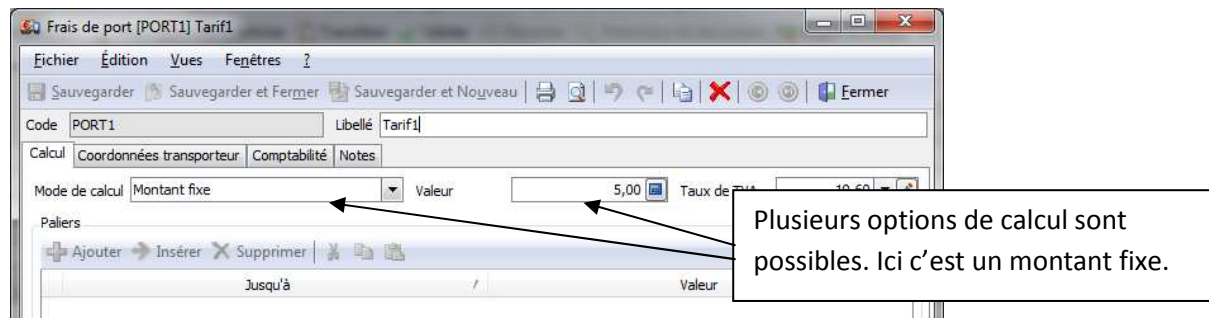 Frais de port [PORT1] Tarif1
Fichier Édition Vues Fenêtres ?
Sauvegarder Sauvegarder et Fermer Sauvegarder et Nouveau Fermer
Code PORT1 Libellé Tarif1
Calcul Coordonnées transporteur Comptabilité Notes
Mode de calcul Montant fixe Valeur 5,00 Taux de TVA 19,60
Paliers
Ajouter Insérer Supprimer
Jusqu'à / Valeur
Plusieurs options de calcul sont
possibles. Ici c’est un montant fixe.